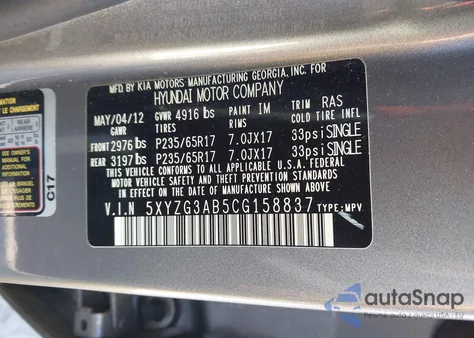 MFD. BY KIA MOTORS MANUFACTURING GEORGIA, INC. FOR
HYUNDAI MOTOR COMPANY
MAY/04/12 GVWR 4916 lbs PAINT IM TRIM RAS
GAWR TIRES RIMS COLD TIRE INFL
FRONT 2976 lbs P235/65R17 7.0JX17 33psi SINGLE
REAR 3197 lbs P235/65R17 7.0JX17 33psi SINGLE
THIS VEHICLE CONFORMS TO ALL APPLICABLE
FEDERAL MOTOR VEHICLE SAFETY, BUMPER,
AND THEFT PREVENTION STANDARDS IN EFFECT
ON THE DATE OF MANUFACTURE SHOWN ABOVE.
V.I.N 5XYZG3AB5CG158837 TYPE:MPV
C17
REAR
ARRIERE
autoSnap